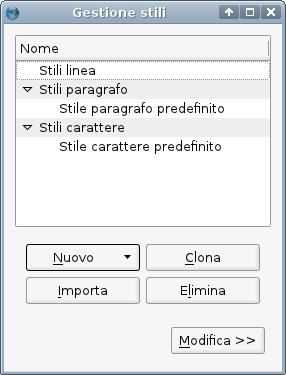 Gestione stili
Nome
Stili linea
Stili paragrafo
Stile paragrafo predefinito
Stili carattere
Stile carattere predefinito
Nuovo
Clona
Importa
Elimina
Modifica >>